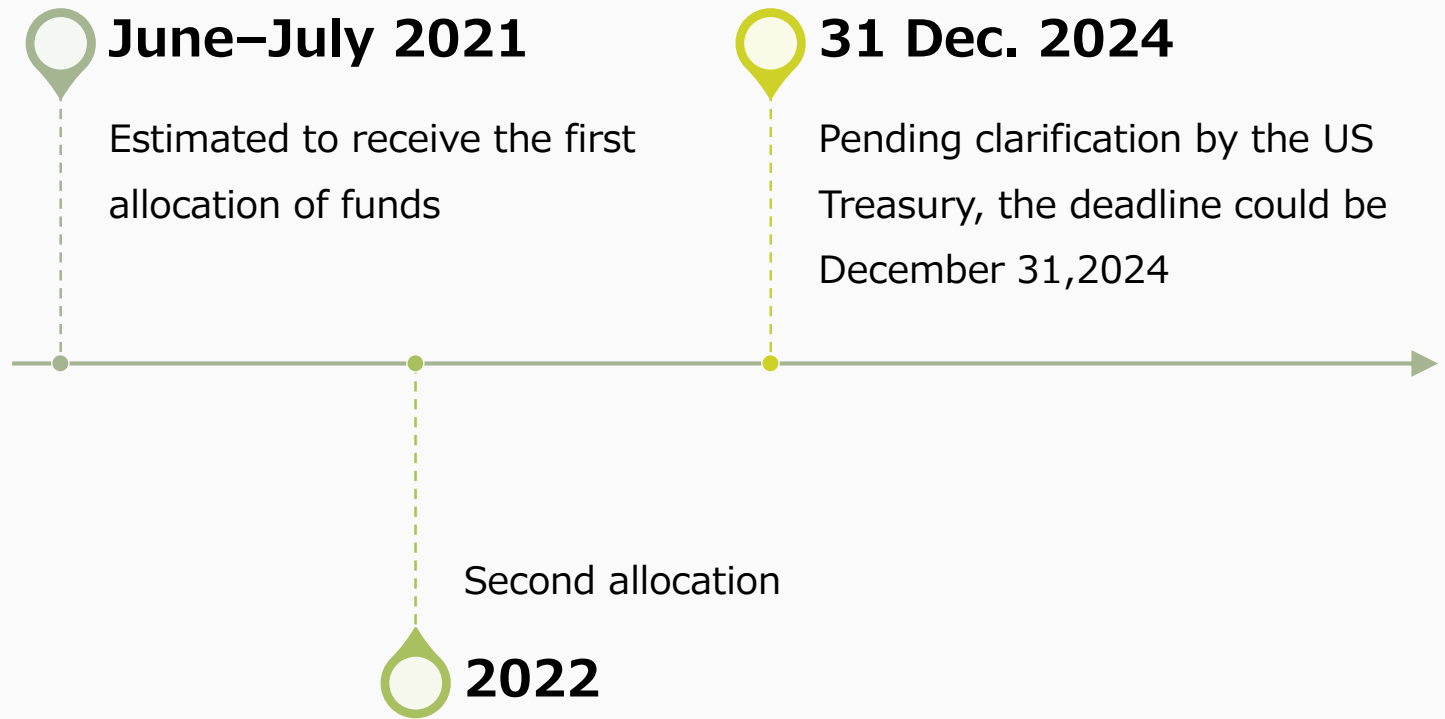 June–July 2021
Estimated to receive the first
allocation of funds
31 Dec. 2024
Pending clarification by the US
Treasury, the deadline could be
December 31,2024
Second allocation
2022